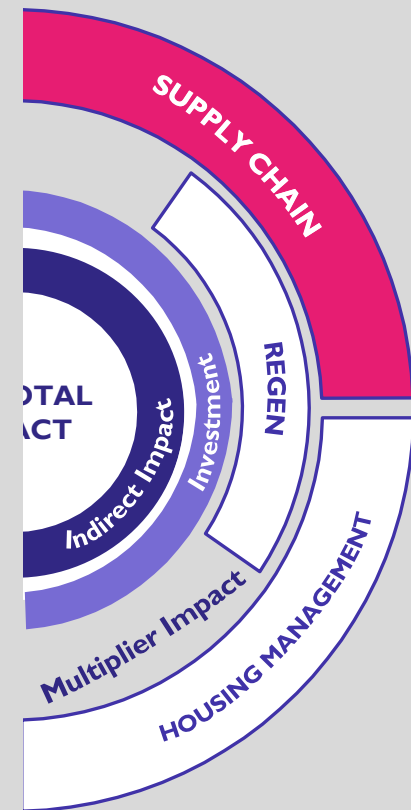 SUPPLY CHAIN
REGEN
Investment
Indirect Impact
OTAL
ACT
Multiplier Impact
HOUSING MANAGEMENT